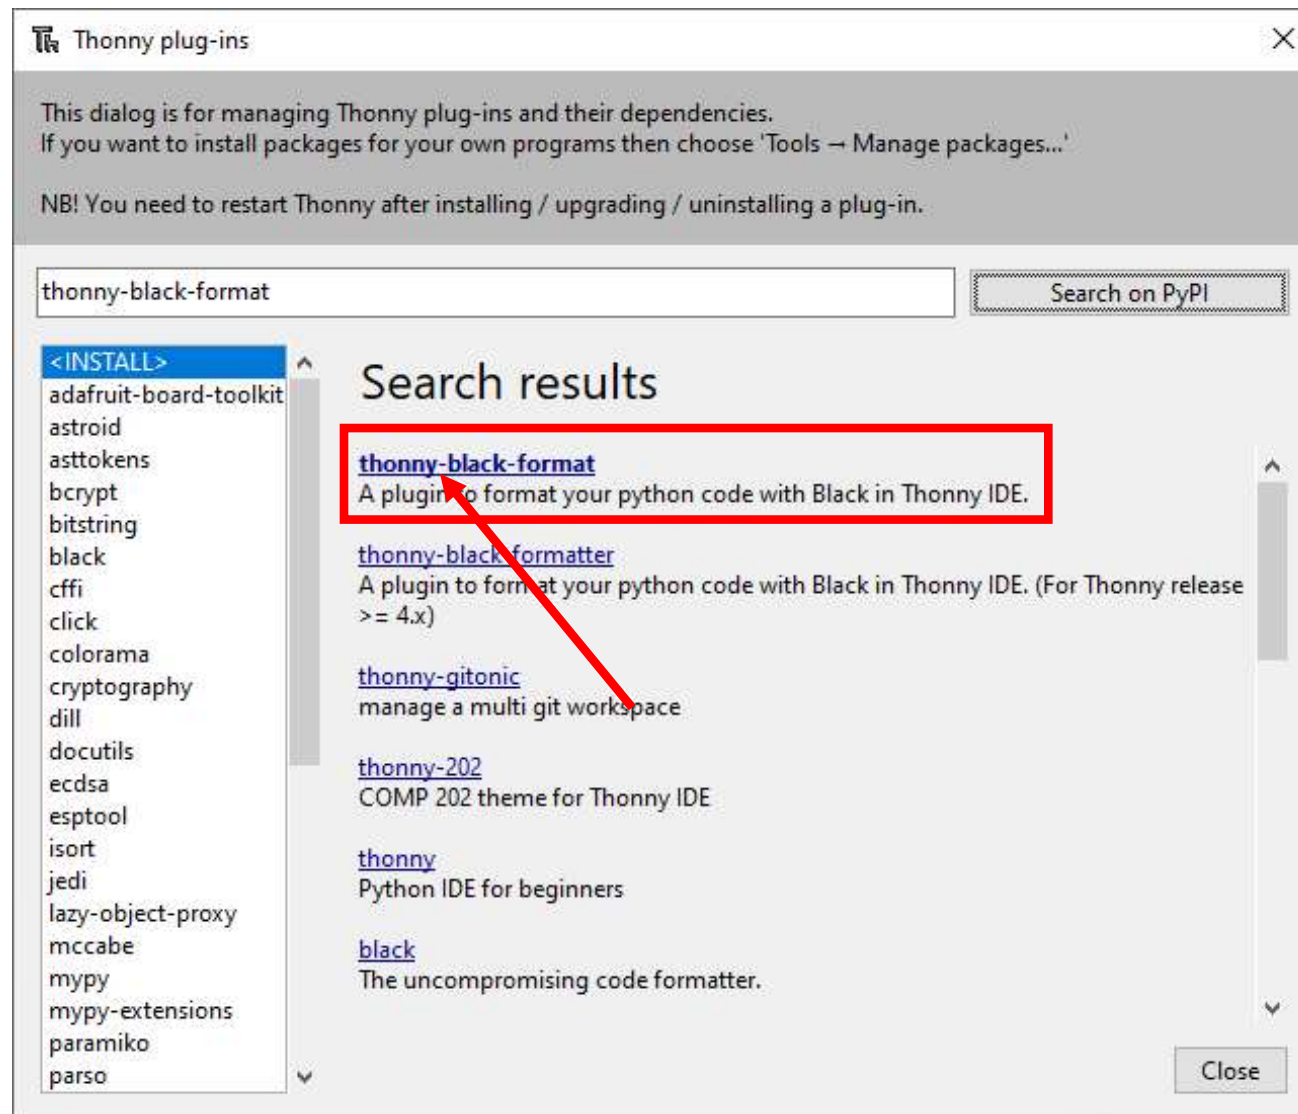 Thonny plug-ins
This dialog is for managing Thonny plug-ins and their dependencies.
If you want to install packages for your own programs then choose 'Tools → Manage packages...'
NB! You need to restart Thonny after installing / upgrading / uninstalling a plug-in.
thonny-black-format
Search on PyPI
<INSTALL>
adafruit-board-toolkit
astroid
asttokens
bcrypt
bitstring
black
cffi
click
colorama
cryptography
dill
docutils
ecdsa
esptool
isort
jedi
lazy-object-proxy
mccabe
mypy
mypy-extensions
paramiko
parso
Search results
thonny-black-format
A plugin to format your python code with Black in Thonny IDE.
thonny-black-formatter
A plugin to format your python code with Black in Thonny IDE. (For Thonny release
>= 4.x)
thonny-gitonic
manage a multi git workspace
thonny-202
COMP 202 theme for Thonny IDE
thonny
Python IDE for beginners
black
The uncompromising code formatter.
Close